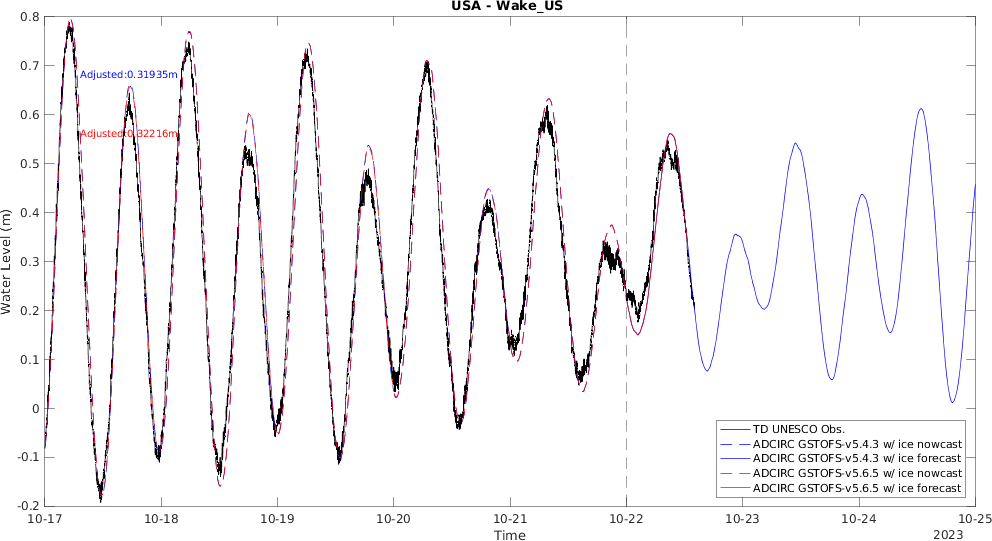 USA - Wake_US
0.8
0.7
0.6
0.5
0.4
0.3
0.2
0.1
0
-0.1
-0.2
Water Level (m)
Adjusted:0.31935m
Adjusted:0.32216m
TD UNESCO Obs.
ADCIRC GSTOFS-v5.4.3 w/ ice nowcast
ADCIRC GSTOFS-v5.4.3 w/ ice forecast
ADCIRC GSTOFS-v5.6.5 w/ ice nowcast
ADCIRC GSTOFS-v5.6.5 w/ ice forecast
10-17 10-18 10-19 10-20 10-21 10-22 10-23 10-24 10-25
Time
2023